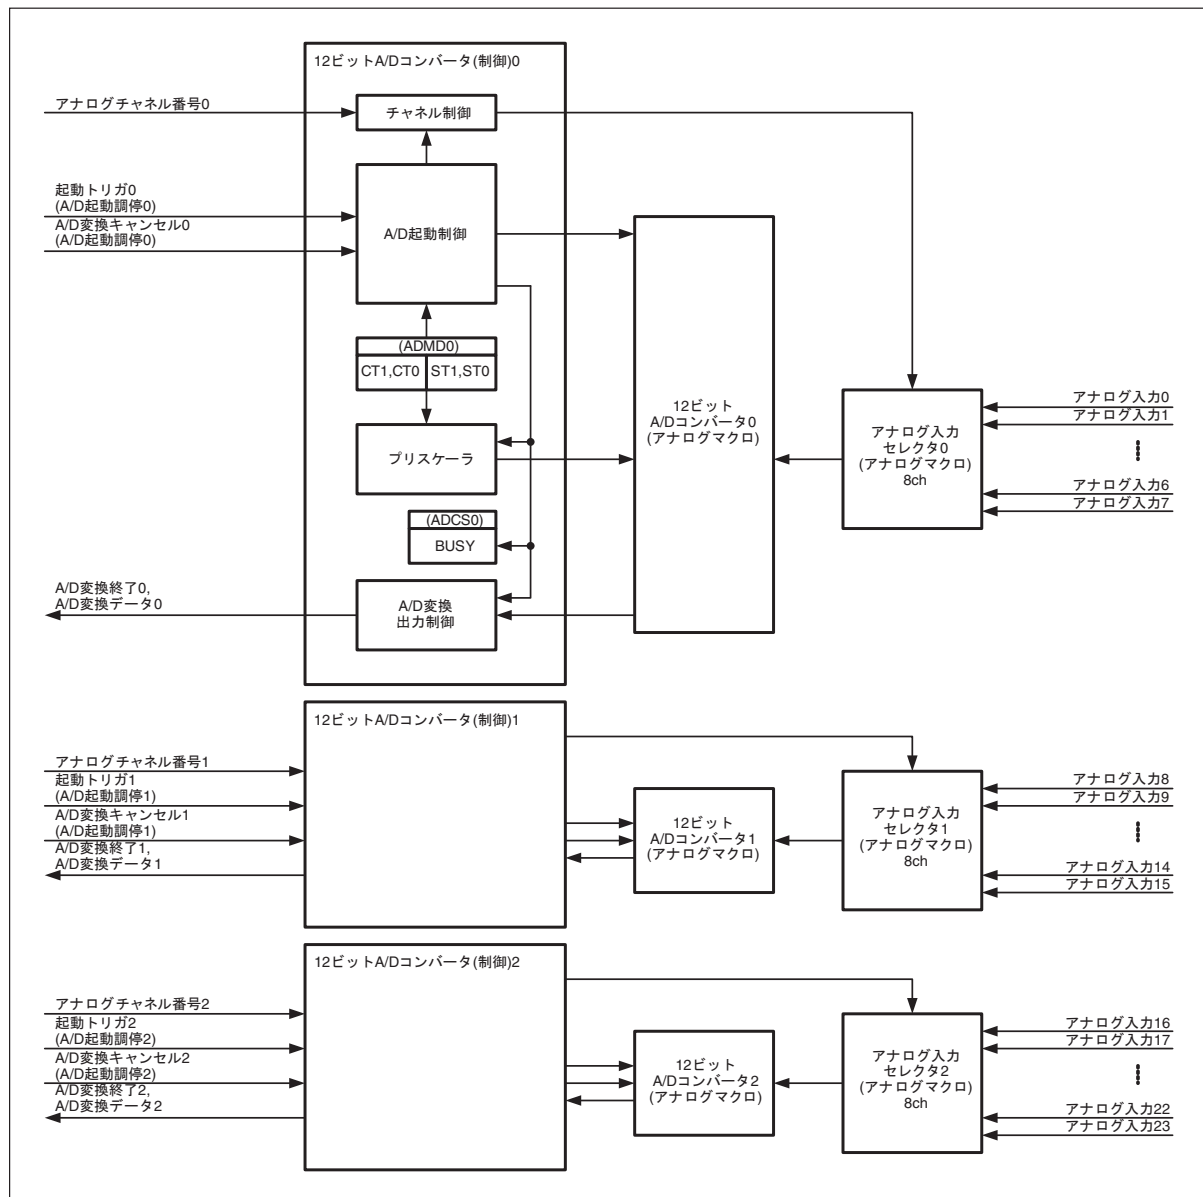 12ビットA/Dコンバータ(制御)0
アナログチャネル番号0
チャネル制御
起動トリガ0
(A/D起動調停0)
A/D変換キャンセル0
(A/D起動調停0)
A/D起動制御
(ADMD0)
CT1,CT0
ST1,ST0
プリスケーラ
(ADCS0)
BUSY
A/D変換終了0,
A/D変換データ0
A/D変換
出力制御
12ビット
A/Dコンバータ0
(アナログマクロ)
アナログ入力
セレクタ0
(アナログマクロ)
8ch
アナログ入力0
アナログ入力1
アナログ入力6
アナログ入力7
12ビットA/Dコンバータ(制御)1
アナログチャネル番号1
起動トリガ1
(A/D起動調停1)
A/D変換キャンセル1
(A/D起動調停1)
A/D変換終了1,
A/D変換データ1
12ビット
A/Dコンバータ1
(アナログマクロ)
アナログ入力
セレクタ1
(アナログマクロ)
8ch
アナログ入力8
アナログ入力9
アナログ入力14
アナログ入力15
12ビットA/Dコンバータ(制御)2
アナログチャネル番号2
起動トリガ2
(A/D起動調停2)
A/D変換キャンセル2
(A/D起動調停2)
A/D変換終了2,
A/D変換データ2
12ビット
A/Dコンバータ2
(アナログマクロ)
アナログ入力
セレクタ2
(アナログマクロ)
8ch
アナログ入力16
アナログ入力17
アナログ入力22
アナログ入力23